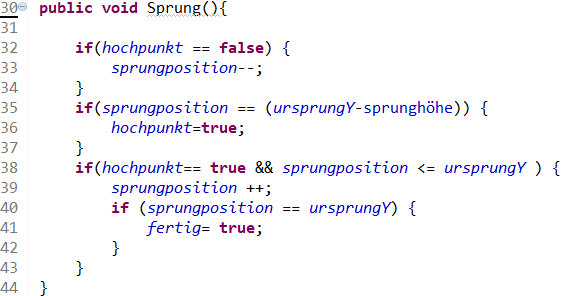 30 public void Sprung(){
31
32 if(hochpunkt == false) {
33 sprungposition--;
34 }
35 if(sprungposition == (ursprungY-sprunghöhe)) {
36 hochpunkt=true;
37 }
38 if(hochpunkt== true && sprungposition <= ursprungY ) {
39 sprungposition ++;
40 if (sprungposition == ursprungY) {
41 fertig= true;
42 }
43 }
44 }